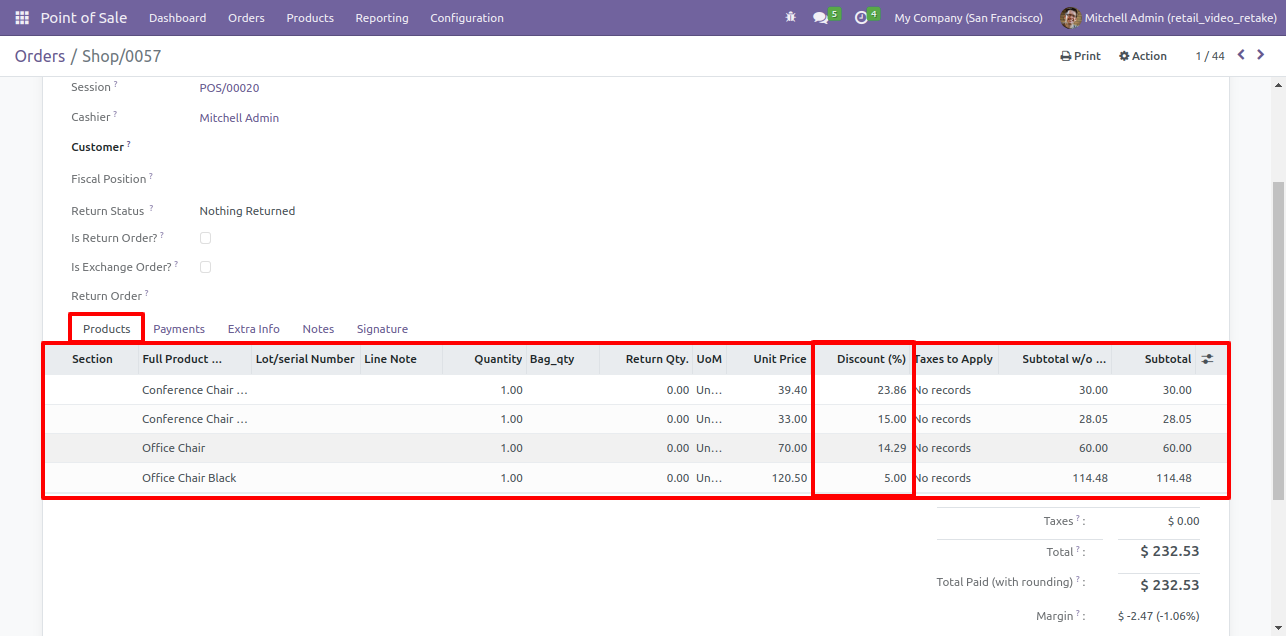 Point of Sale Dashboard Orders Products Reporting Configuration 5 4 My Company (San Francisco) Mitchell Admin (retail_video_retake)
Orders / Shop/0057 Print Action 1 / 44
Session ? POS/00020
Cashier ? Mitchell Admin
Customer ?
Fiscal Position ?
Return Status ? Nothing Returned
Is Return Order? ?
Is Exchange Order? ?
Return Order ?
Products Payments Extra Info Notes Signature
Section Full Product ... Lot/serial Number Line Note Quantity Bag_qty Return Qty. UoM Unit Price Discount (%) Taxes to Apply Subtotal w/o ... Subtotal
Conference Chair ... 1.00 0.00 Un... 39.40 23.86 No records 30.00 30.00
Conference Chair ... 1.00 0.00 Un... 33.00 15.00 No records 28.05 28.05
Office Chair 1.00 0.00 Un... 70.00 14.29 No records 60.00 60.00
Office Chair Black 1.00 0.00 Un... 120.50 5.00 No records 114.48 114.48
Taxes ? : $ 0.00
Total ? : $ 232.53
Total Paid (with rounding) ? : $ 232.53
Margin ? : $ -2.47 (-1.06%)